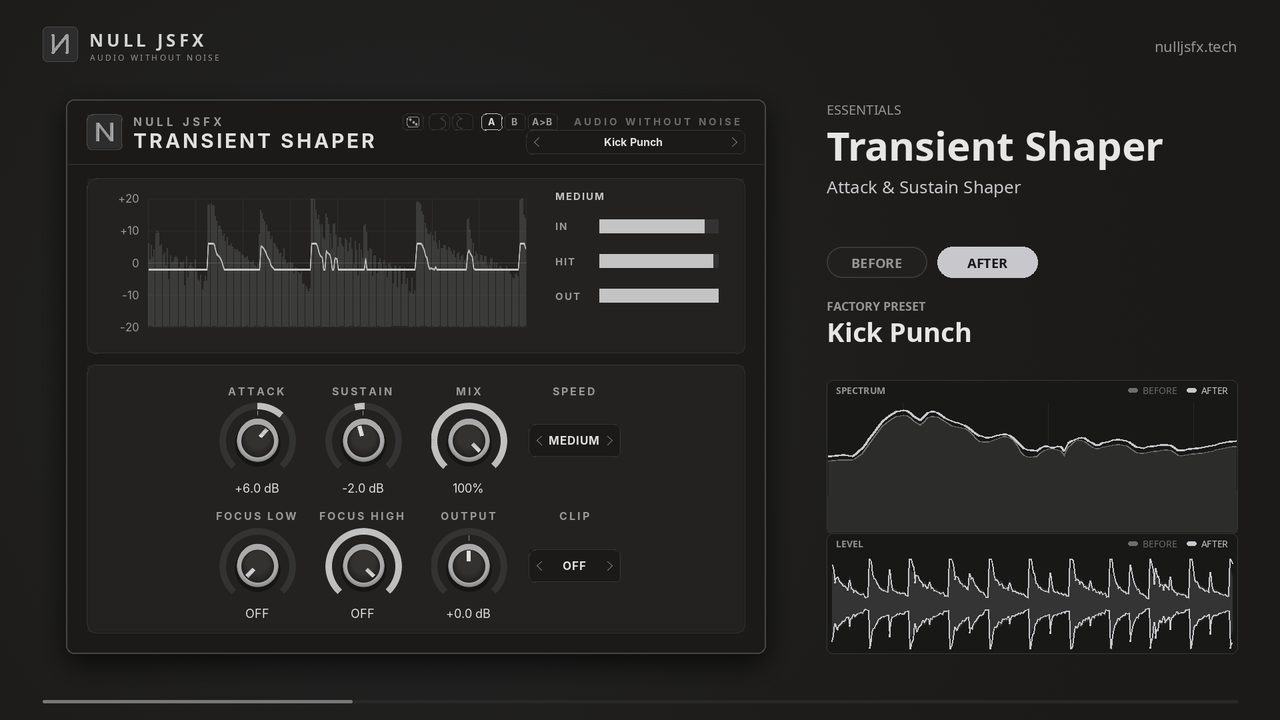 NULL JSFX
AUDIO WITHOUT NOISE
nulljsfx.tech
NULL JSFX
TRANSIENT SHAPER
A B A>B
AUDIO WITHOUT NOISE
Kick Punch
+20
+10
0
-10
-20
MEDIUM
IN
HIT
OUT
ATTACK SUSTAIN MIX SPEED
MEDIUM
+6.0 dB -2.0 dB 100%
FOCUS LOW FOCUS HIGH OUTPUT CLIP
OFF
OFF OFF +0.0 dB
ESSENTIALS
Transient Shaper
Attack & Sustain Shaper
BEFORE AFTER
FACTORY PRESET
Kick Punch
SPECTRUM BEFORE AFTER
LEVEL BEFORE AFTER